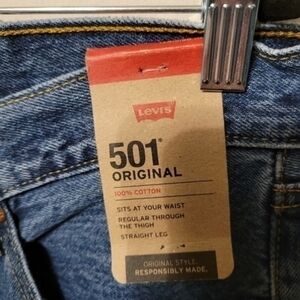 Levi's
501®
ORIGINAL
100% COTTON
SITS AT YOUR WAIST
REGULAR THROUGH
THE THIGH
STRAIGHT LEG
ORIGINAL STYLE.
RESPONSIBLY MADE.